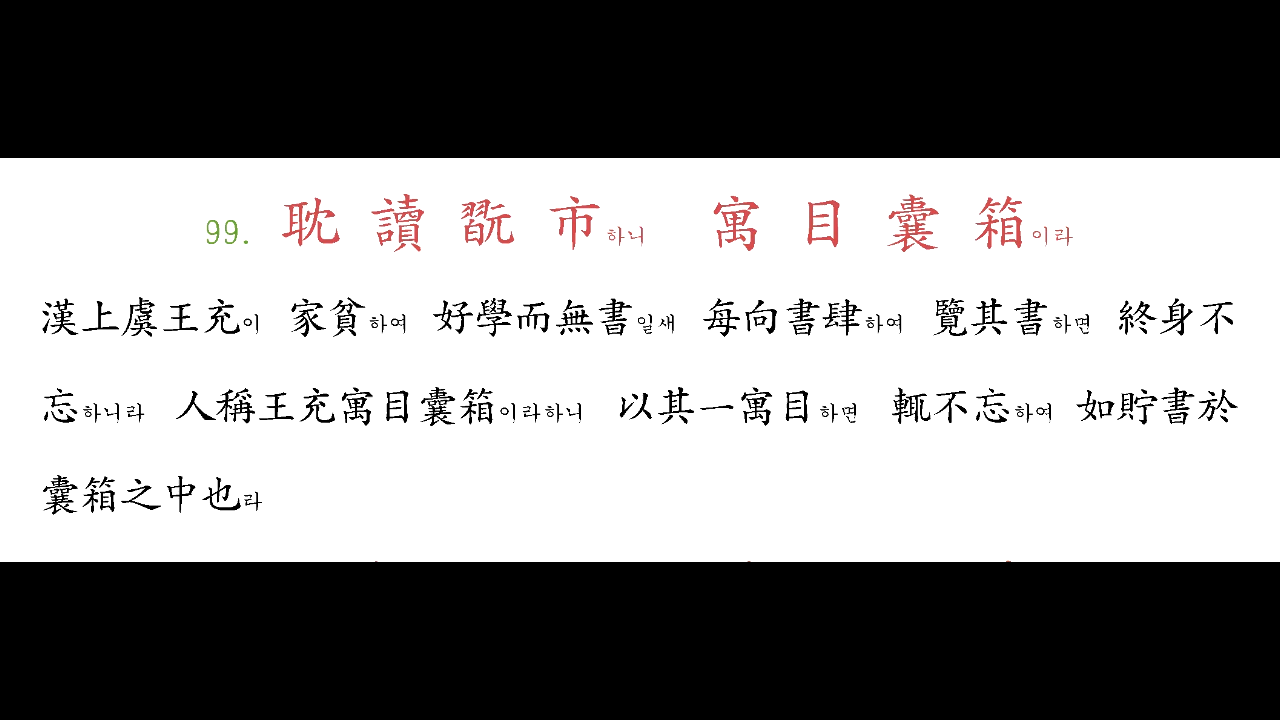 99. 耽讀翫市하니 寓目囊箱이라
漢上虞王充이 家貧하여 好學而無書일새 每向書肆하여 覽其書하면 終身不
忘하니라 人稱王充寓目囊箱이라하니 以其一寓目하면 輒不忘하여 如貯書於
囊箱之中也라